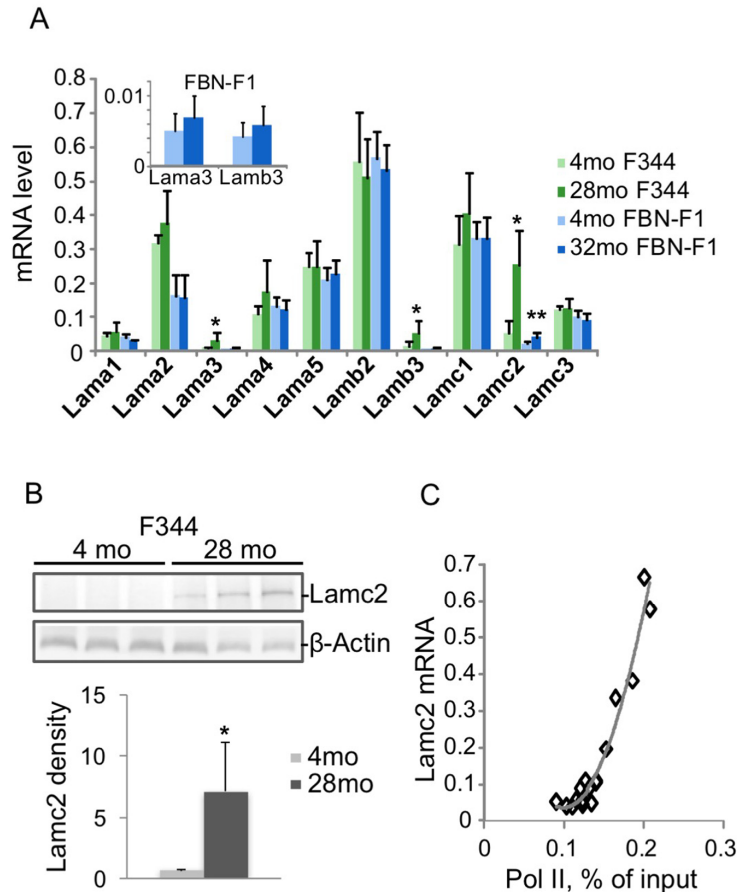 A
FBN-F1
0.01
0
Lama3 Lamb3
mRNA level
0.8
0.7
0.6
0.5
0.4
0.3
0.2
0.1
0
4mo F344
28mo F344
4mo FBN-F1
32mo FBN-F1
*
*
*
**
Lama1
Lama2
Lama3
Lama4
Lama5
Lamb2
Lamb3
Lamc1
Lamc2
Lamc3
B
F344
4 mo 28 mo
-Lamc2
-β-Actin
Lamc2 density
15
10
5
0
*
4mo
28mo
C
Lamc2 mRNA
0.7
0.6
0.5
0.4
0.3
0.2
0.1
0
0 0.1 0.2 0.3
Pol II, % of input